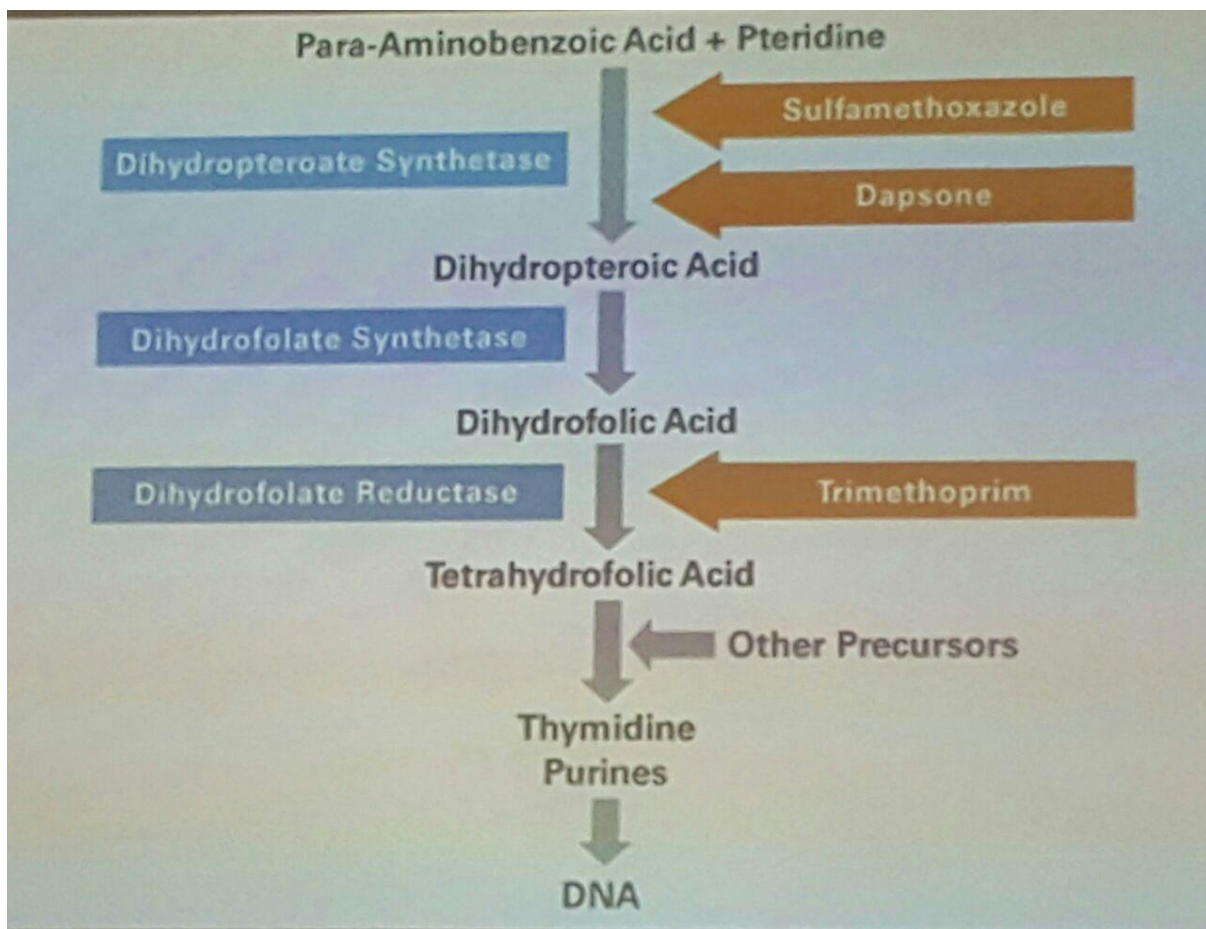 Para-Aminobenzoic Acid + Pteridine
Sulfamethoxazole
Dihydropteroate Synthetase
Dapsone
Dihydropteroic Acid
Dihydrofolate Synthetase
Dihydrofolic Acid
Dihydrofolate Reductase
Trimethoprim
Tetrahydrofolic Acid
Other Precursors
Thymidine
Purines
DNA